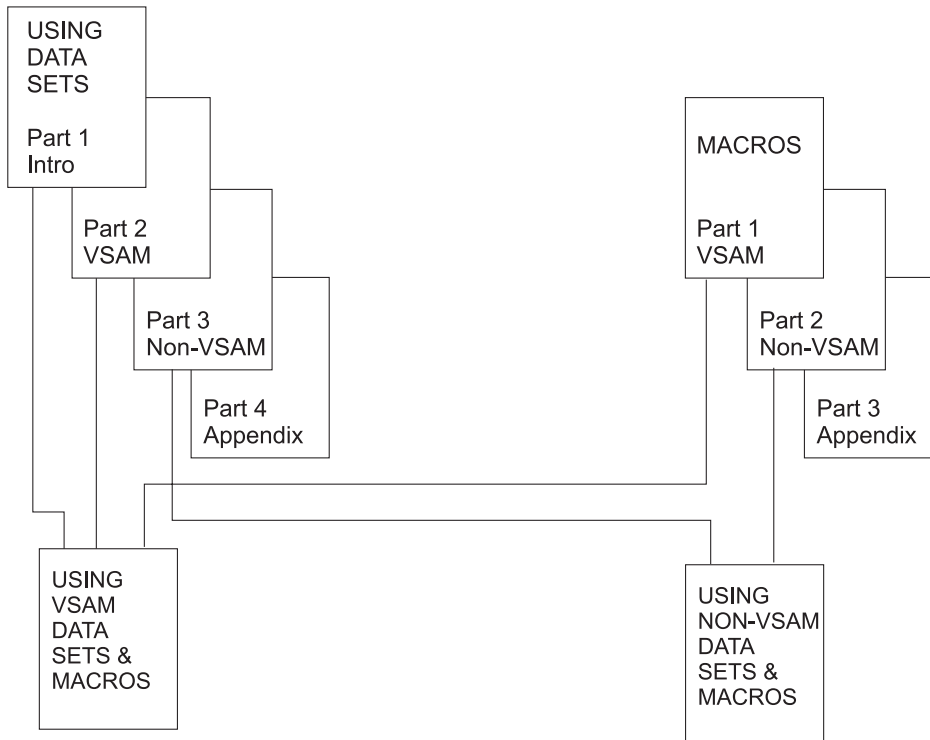 USING
DATA
SETS
Part 1
Intro
Part 2
VSAM
Part 3
Non-VSAM
Part 4
Appendix
MACROS
Part 1
VSAM
Part 2
Non-VSAM
Part 3
Appendix
USING
VSAM
DATA
SETS &
MACROS
USING
NON-VSAM
DATA
SETS &
MACROS